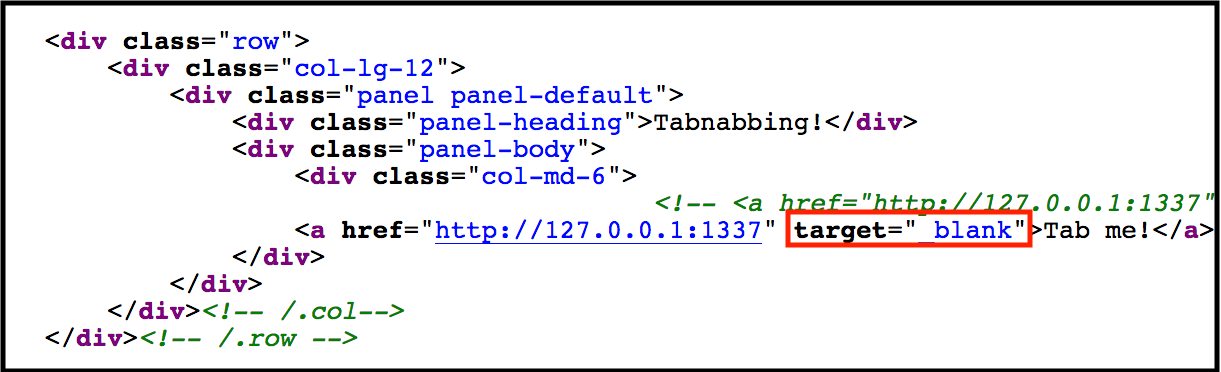 <div class="row">
<div class="col-lg-12">
<div class="panel panel-default">
<div class="panel-heading">Tabnabbing!</div>
<div class="panel-body">
<div class="col-md-6">
<!-- <a href="http://127.0.0.1:1337"
<a href="http://127.0.0.1:1337" target="_blank">Tab me!</a>
</div>
</div>
</div><!-- /.col-->
</div><!-- /.row -->